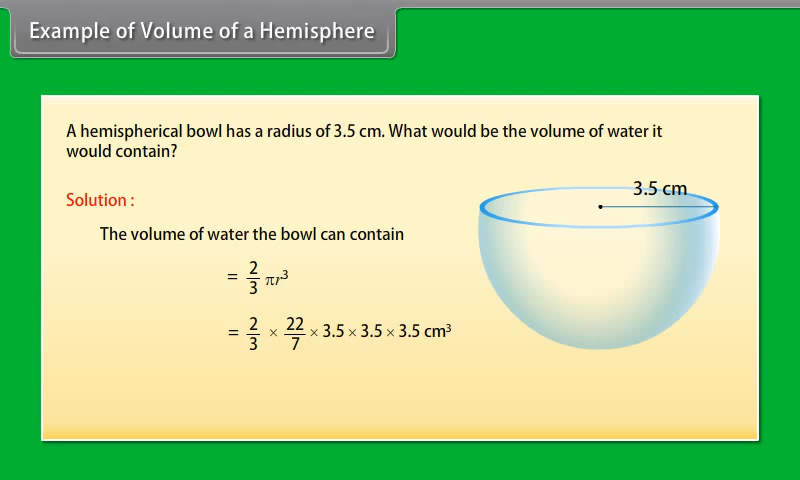 Example of Volume of a Hemisphere
A hemispherical bowl has a radius of 3.5 cm. What would be the volume of water it
would contain?
3.5 cm
Solution :
The volume of water the bowl can contain
= 2/3 πr³
= 2/3 × 22/7 × 3.5 × 3.5 × 3.5 cm³